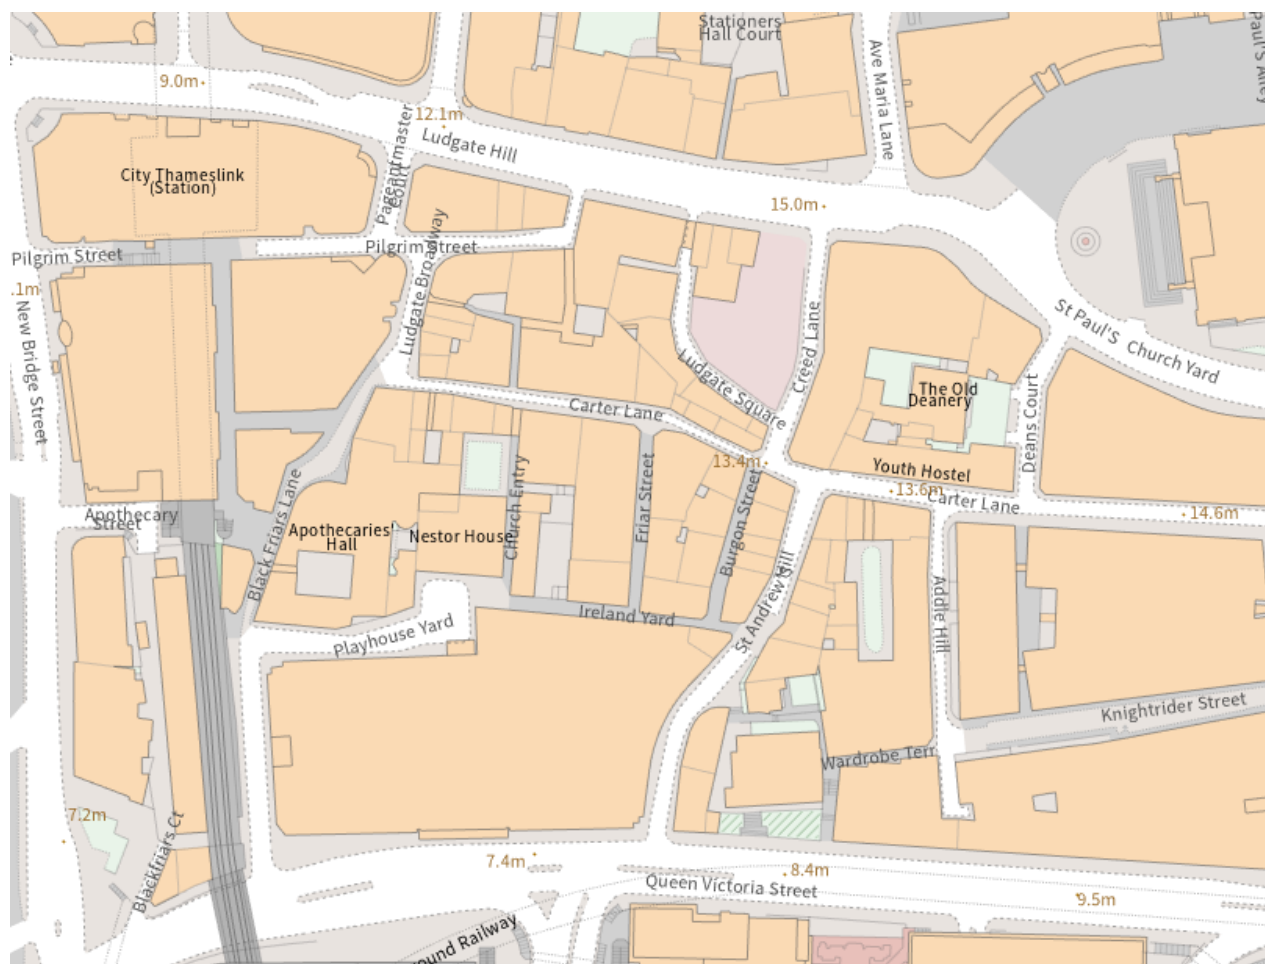 Stationers
Hall Court
Paul'S Alley
Ave Maria Lane
9.0m
12.1m
Ludgate Hill
Pageantmaster
Court
City Thameslink
(Station)
15.0m
Pilgrim Street
Pilgrim Street
Ludgate Broadway
.1m
New Bridge Street
St Paul'S Church Yard
Creed Lane
Ludgate Square
The Old
Deanery
Deans Court
Carter Lane
13.4m
Youth Hostel
13.6m
Carter Lane
14.6m
Apothecary
Street
Black Friars Lane
Apothecaries'
Hall
Nestor House
Church Entry
Friar Street
Burgon Street
St Andrew'Hill
Addle Hill
Ireland Yard
Playhouse Yard
Knightrider Street
Wardrobe Terr
7.2m
Blackfriars Ct
7.4m
8.4m
Queen Victoria Street
9.5m
ound Railway